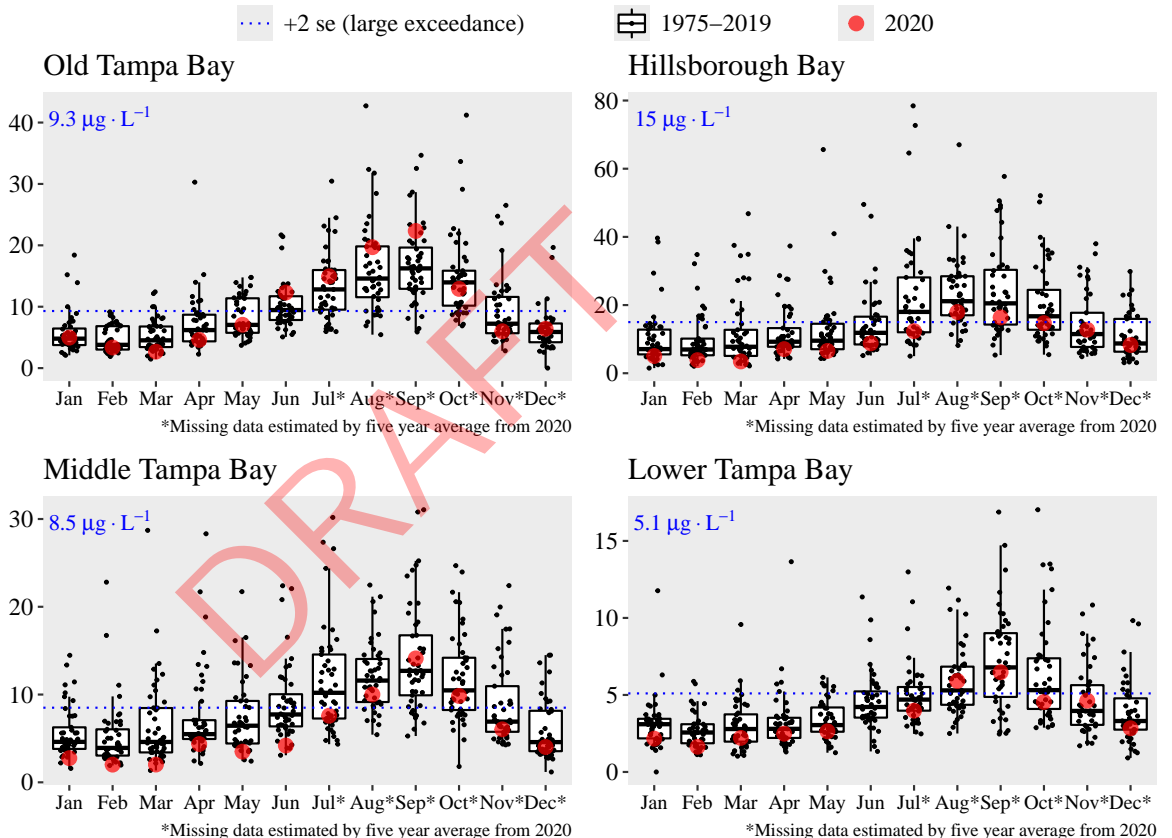 +2 se (large exceedance) 1975−2019 2020
Old Tampa Bay
9.3 μg ⋅ L−1
40
30
20
10
0
Jan Feb Mar Apr May Jun Jul* Aug* Sep* Oct* Nov* Dec*
*Missing data estimated by five year average from 2020
Hillsborough Bay
15 μg ⋅ L−1
80
60
40
20
0
Jan Feb Mar Apr May Jun Jul* Aug* Sep* Oct* Nov* Dec*
*Missing data estimated by five year average from 2020
Middle Tampa Bay
8.5 μg ⋅ L−1
30
20
10
0
Jan Feb Mar Apr May Jun Jul* Aug* Sep* Oct* Nov* Dec*
*Missing data estimated by five year average from 2020
Lower Tampa Bay
5.1 μg ⋅ L−1
15
10
5
0
Jan Feb Mar Apr May Jun Jul* Aug* Sep* Oct* Nov* Dec*
*Missing data estimated by five year average from 2020
DRAFT